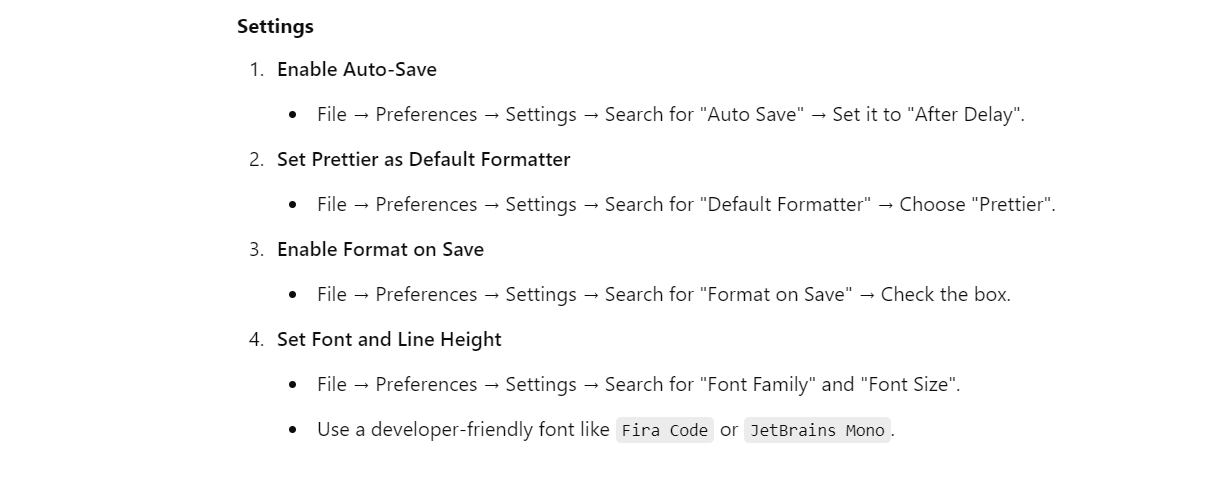 Settings
1. Enable Auto-Save
• File → Preferences → Settings → Search for "Auto Save" → Set it to "After Delay".
2. Set Prettier as Default Formatter
• File → Preferences → Settings → Search for "Default Formatter" → Choose "Prettier".
3. Enable Format on Save
• File → Preferences → Settings → Search for "Format on Save" → Check the box.
4. Set Font and Line Height
• File → Preferences → Settings → Search for "Font Family" and "Font Size".
• Use a developer-friendly font like Fira Code or JetBrains Mono.